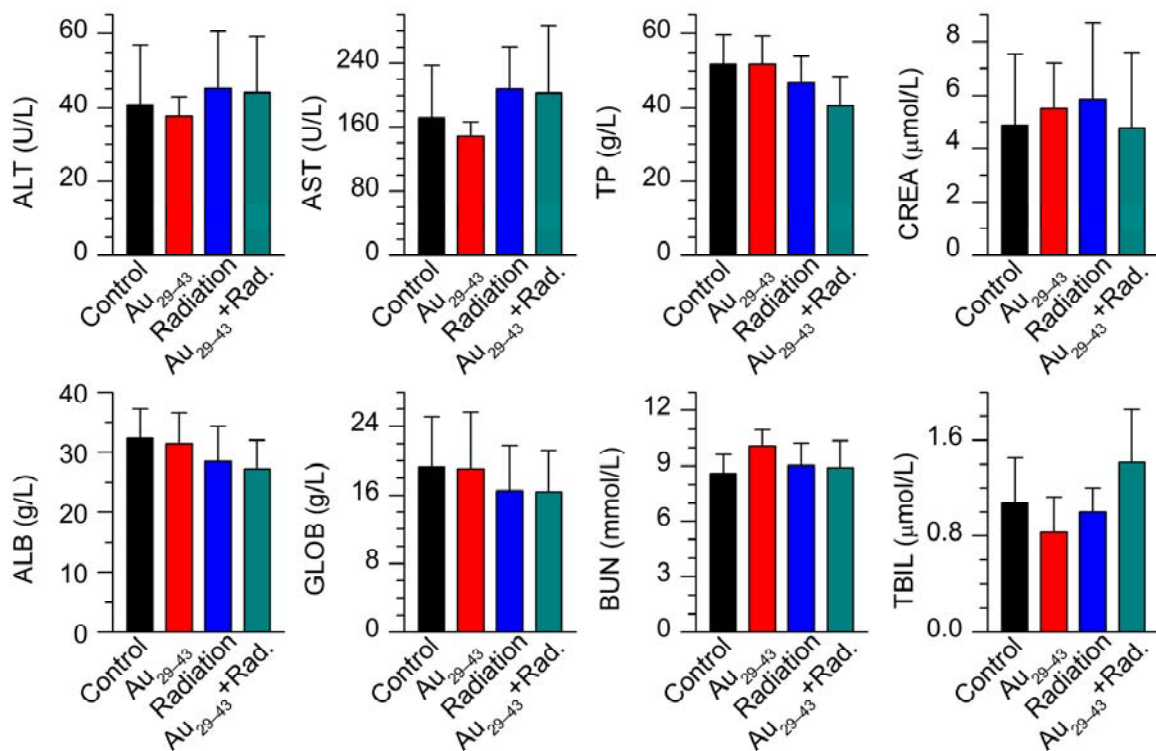 ALT (U/L)
60
40
20
0
Control
Au29–43
Radiation
Au29–43 +Rad.
AST (U/L)
240
160
80
0
Control
Au29–43
Radiation
Au29–43 +Rad.
TP (g/L)
60
40
20
0
Control
Au29–43
Radiation
Au29–43 +Rad.
CREA (μmol/L)
8
6
4
2
0
Control
Au29–43
Radiation
Au29–43 +Rad.
ALB (g/L)
40
30
20
10
0
Control
Au29–43
Radiation
Au29–43 +Rad.
GLOB (g/L)
24
16
8
0
Control
Au29–43
Radiation
Au29–43 +Rad.
BUN (mmol/L)
12
9
6
3
0
Control
Au29–43
Radiation
Au29–43 +Rad.
TBIL (μmol/L)
1.6
0.8
0.0
Control
Au29–43
Radiation
Au29–43 +Rad.